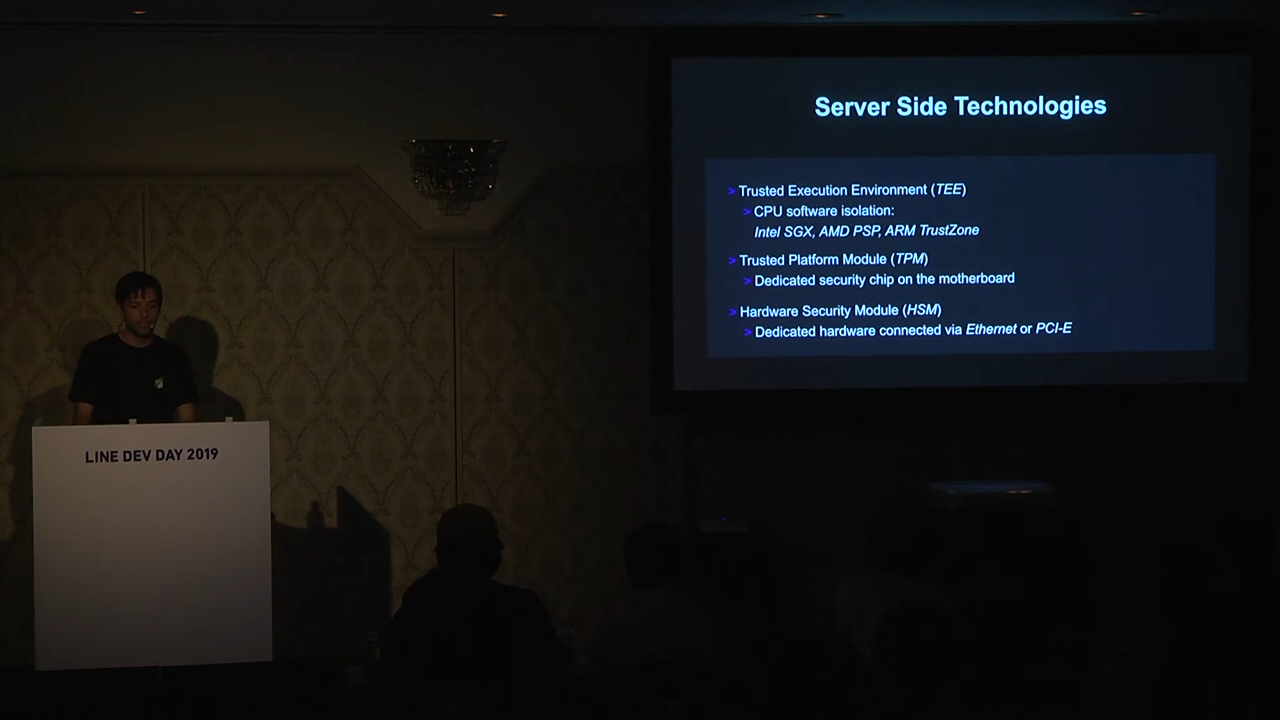 Server Side Technologies
> Trusted Execution Environment (TEE)
> CPU software isolation:
Intel SGX, AMD PSP, ARM TrustZone
> Trusted Platform Module (TPM)
> Dedicated security chip on the motherboard
> Hardware Security Module (HSM)
> Dedicated hardware connected via Ethernet or PCI-E
LINE DEV DAY 2019